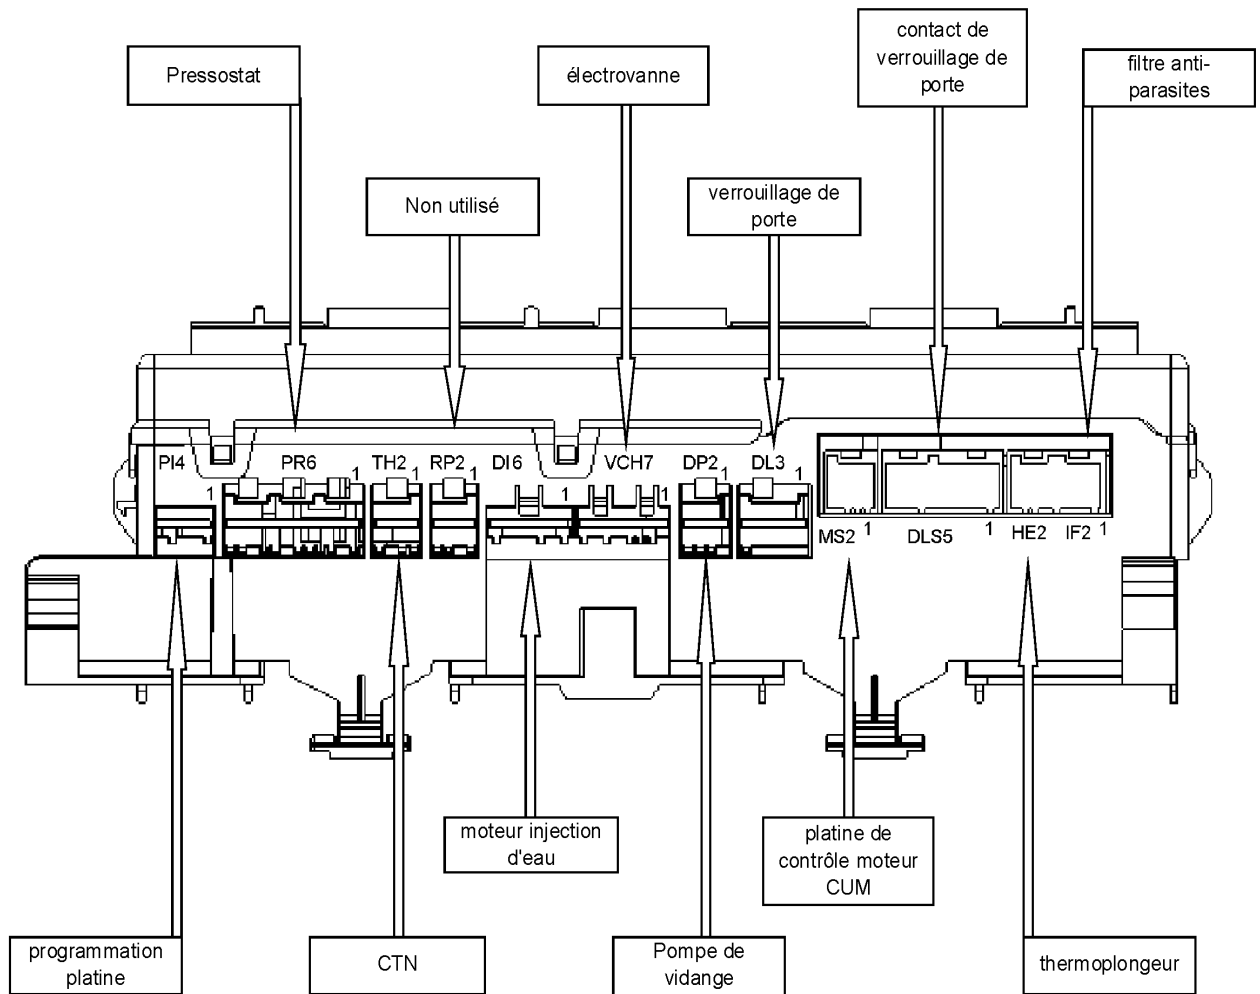 contact de
verrouillage de
porte
Pressostat
électrovanne
filtre anti-
parasites
Non utilisé
verrouillage de
porte
PI4 PR6 TH2 RP2 DI6 VCH7 DP2 DL3
1 1 1 1 1 1 1 1
MS2 1 DLS5 1 HE2 IF2 1
moteur injection
d'eau
platine de
contrôle moteur
CUM
programmation
platine
CTN
Pompe de
vidange
thermoplongeur